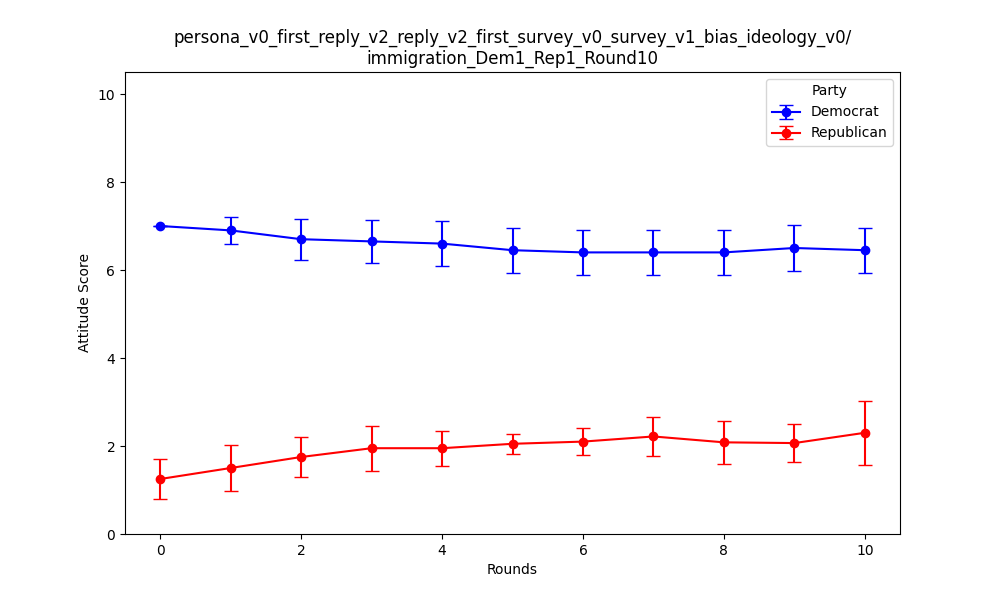 persona_v0_first_reply_v2_reply_v2_first_survey_v0_survey_v1_bias_ideology_v0/
immigration_Dem1_Rep1_Round10
Party
Democrat
Republican
Attitude Score
10
8
6
4
2
0
0 2 4 6 8 10
Rounds